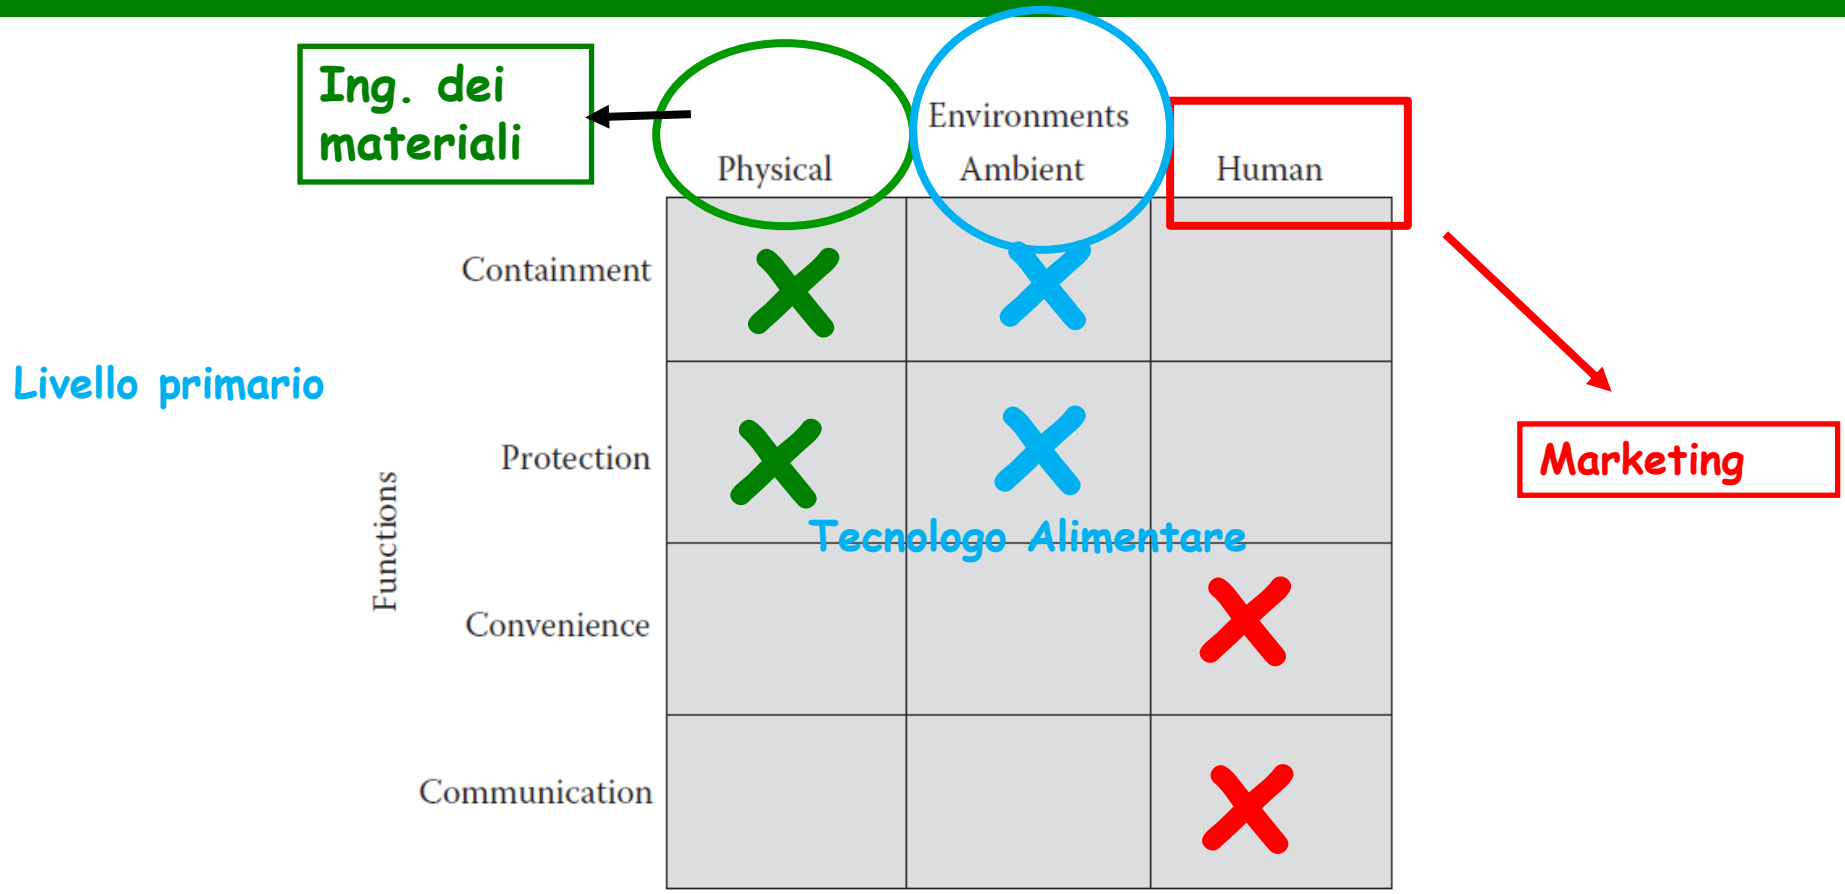 Ing. dei
materiali
Environments
Physical
Ambient
Human
Containment
Livello primario
Protection
Marketing
Functions
Tecnologo Alimentare
Convenience
Communication